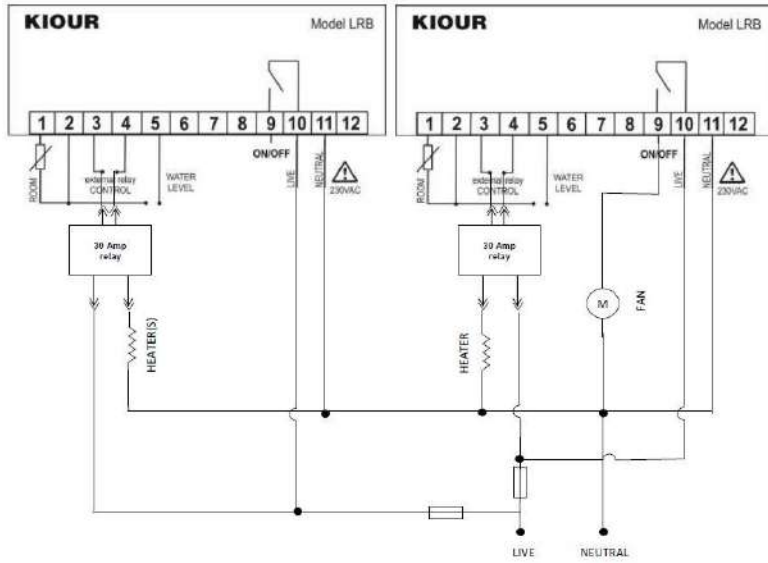 KIOUR Model LRB
1 2 3 4 5 6 7 8 9 10 11 12
ROOM
external relay
CONTROL
WATER
LEVEL
ON/OFF
LIVE
NEUTRAL
230VAC
30 Amp
relay
HEATER(S)
KIOUR Model LRB
1 2 3 4 5 6 7 8 9 10 11 12
ROOM
external relay
CONTROL
WATER
LEVEL
ON/OFF
LIVE
NEUTRAL
230VAC
30 Amp
relay
HEATER
M
FAN
LIVE
NEUTRAL